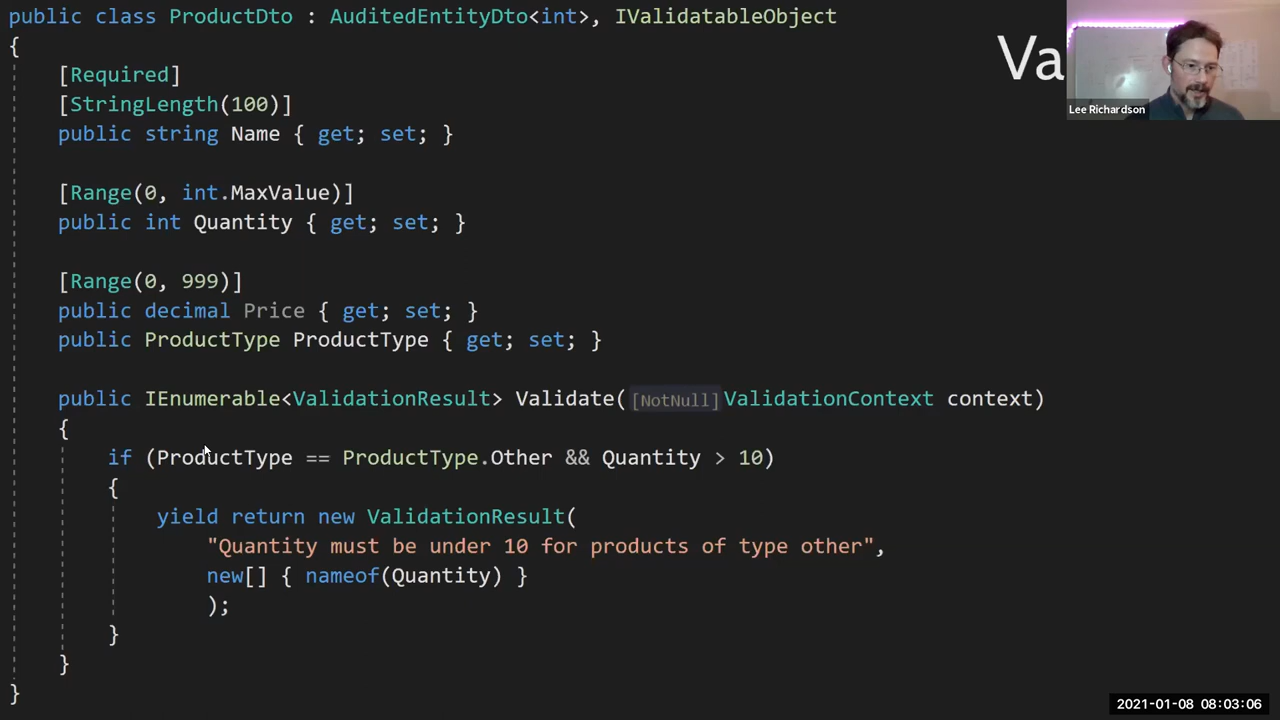 public class ProductDto : AuditedEntityDto<int>, IValidatableObject
Va
{
Lee Richardson
[Required]
[StringLength(100)]
public string Name { get; set; }
[Range(0, int.MaxValue)]
public int Quantity { get; set; }
[Range(0, 999)]
public decimal Price { get; set; }
public ProductType ProductType { get; set; }
public IEnumerable<ValidationResult> Validate([NotNull]ValidationContext context)
{
if (ProductType == ProductType.Other && Quantity > 10)
{
yield return new ValidationResult(
"Quantity must be under 10 for products of type other",
new[] { nameof(Quantity) }
);
}
}
}
2021-01-08 08:03:06